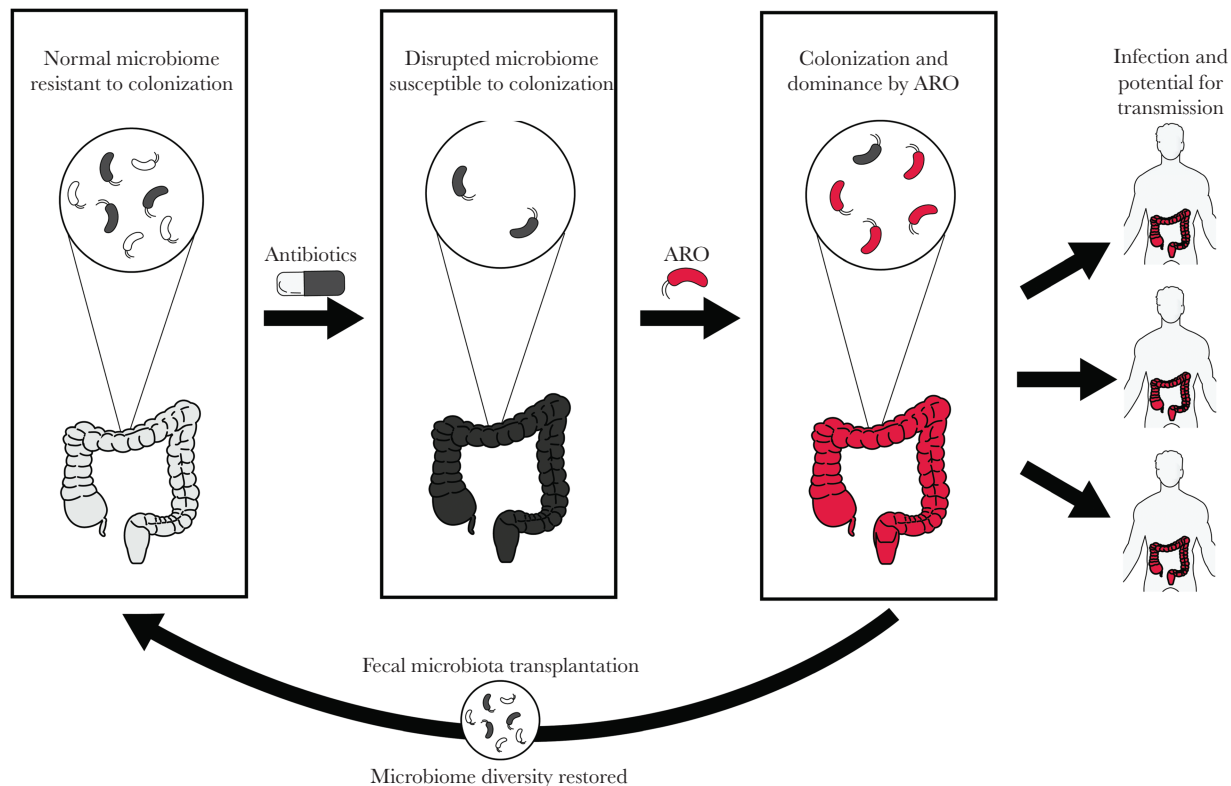 Normal microbiome
resistant to colonization
Disrupted microbiome
susceptible to colonization
Colonization and
dominance by ARO
Infection and
potential for
transmission
Antibiotics
ARO
Fecal microbiota transplantation
Microbiome diversity restored